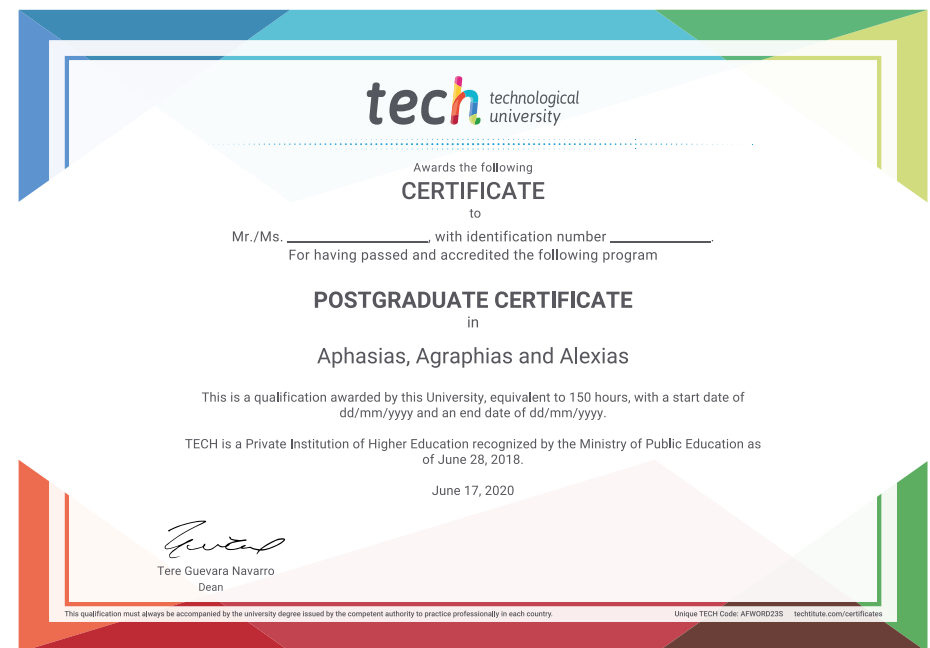 tech technological
university
Awards the following
CERTIFICATE
to
Mr./Ms. ____________________, with identification number ______________.
For having passed and accredited the following program
POSTGRADUATE CERTIFICATE
in
Aphasias, Agraphias and Alexias
This is a qualification awarded by this University, equivalent to 150 hours, with a start date of
dd/mm/yyyy and an end date of dd/mm/yyyy.
TECH is a Private Institution of Higher Education recognized by the Ministry of Public Education as
of June 28, 2018.
June 17, 2020
Tere Guevara Navarro
Dean
This qualification must always be accompanied by the university degree issued by the competent authority to practice professionally in each country. Unique TECH Code: AFWORD23S techtitute.com/certificates